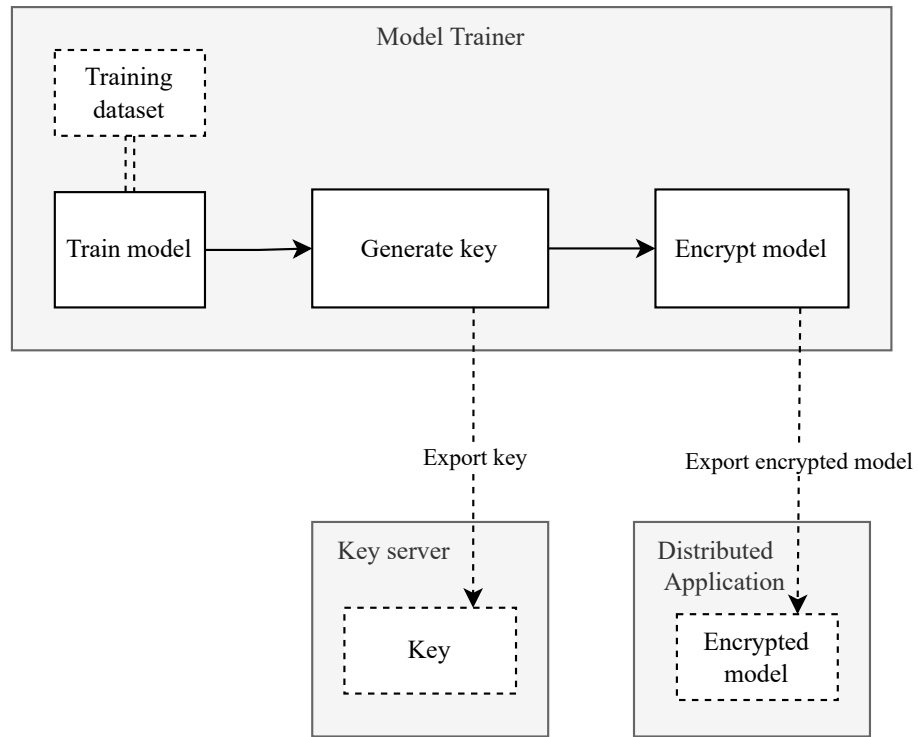 Model Trainer
Training
dataset
Train model
Generate key
Encrypt model
Export key
Export encrypted model
Key server
Key
Distributed
Application
Encrypted
model